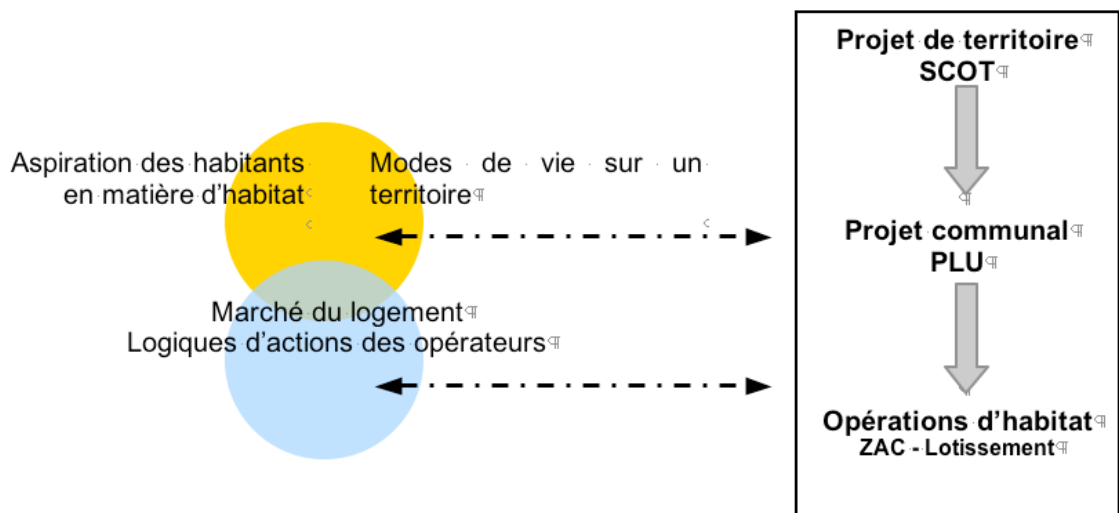 Aspiration des habitants
en matière d'habitat
Modes de vie sur un
territoire¶
Marché du logement¶
Logiques d'actions des opérateurs¶
Projet de territoire¶
SCOT¶
¶
Projet communal¶
PLU¶
¶
Opérations d'habitat¶
ZAC - Lotissement¶